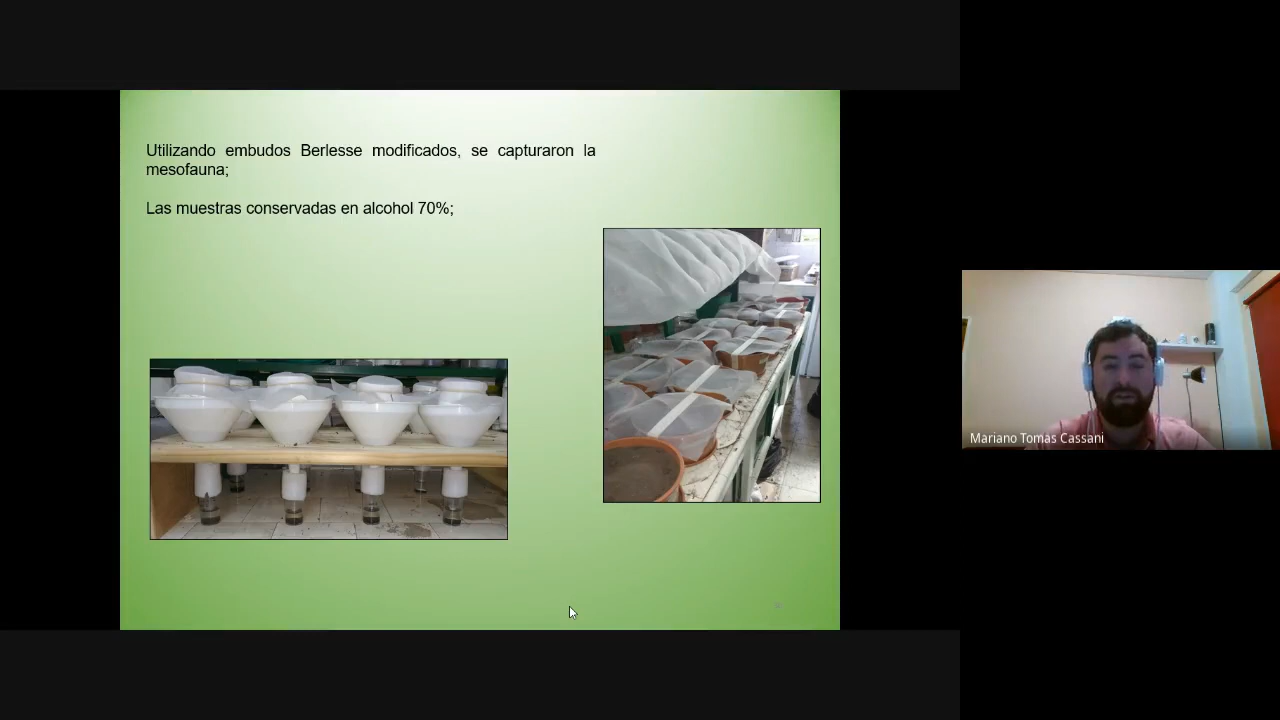 Utilizando embudos Berlesse modificados, se capturaron la
mesofauna;
Las muestras conservadas en alcohol 70%;
Mariano Tomas Cassani